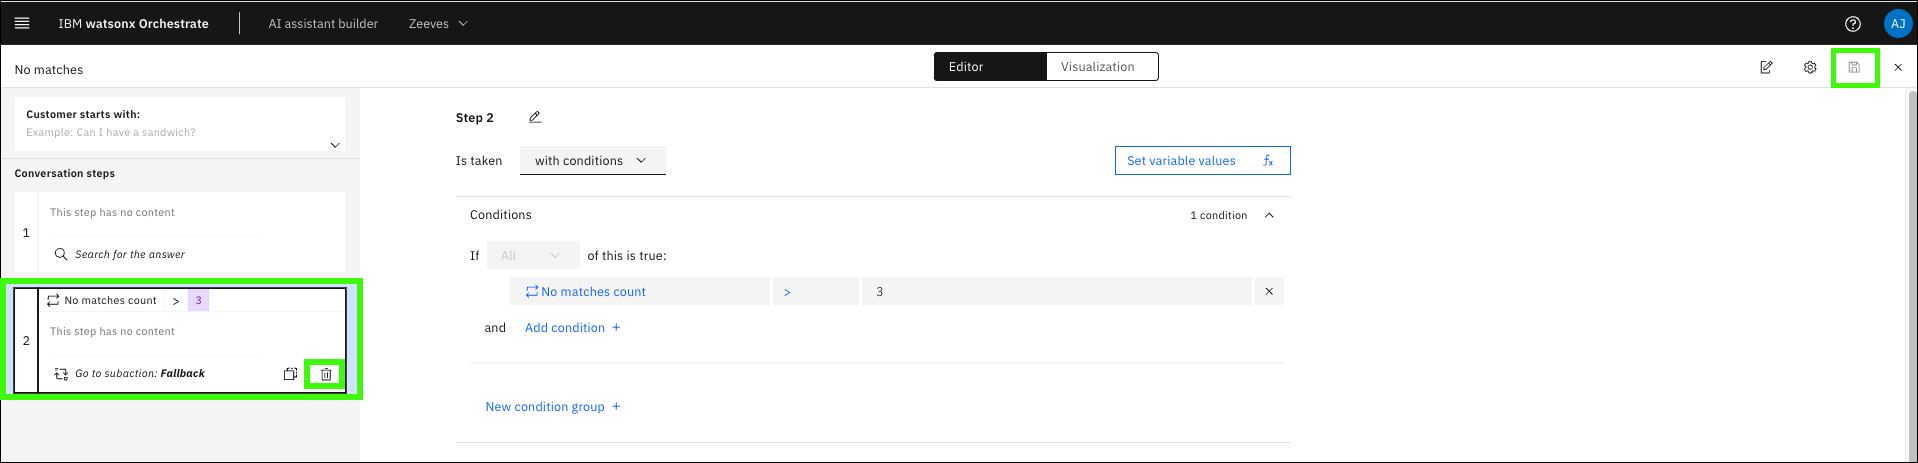 IBM watsonx Orchestrate
AI assistant builder
Zeeves
AJ
No matches
Editor
Visualization
Customer starts with:
Example: Can I have a sandwich?
Conversation steps
1
This step has no content
Search for the answer
2
No matches count > 3
This step has no content
Go to subaction: Fallback
Step 2
Is taken with conditions
Set variable values fx
Conditions
1 condition
If All of this is true:
No matches count > 3
and Add condition +
New condition group +